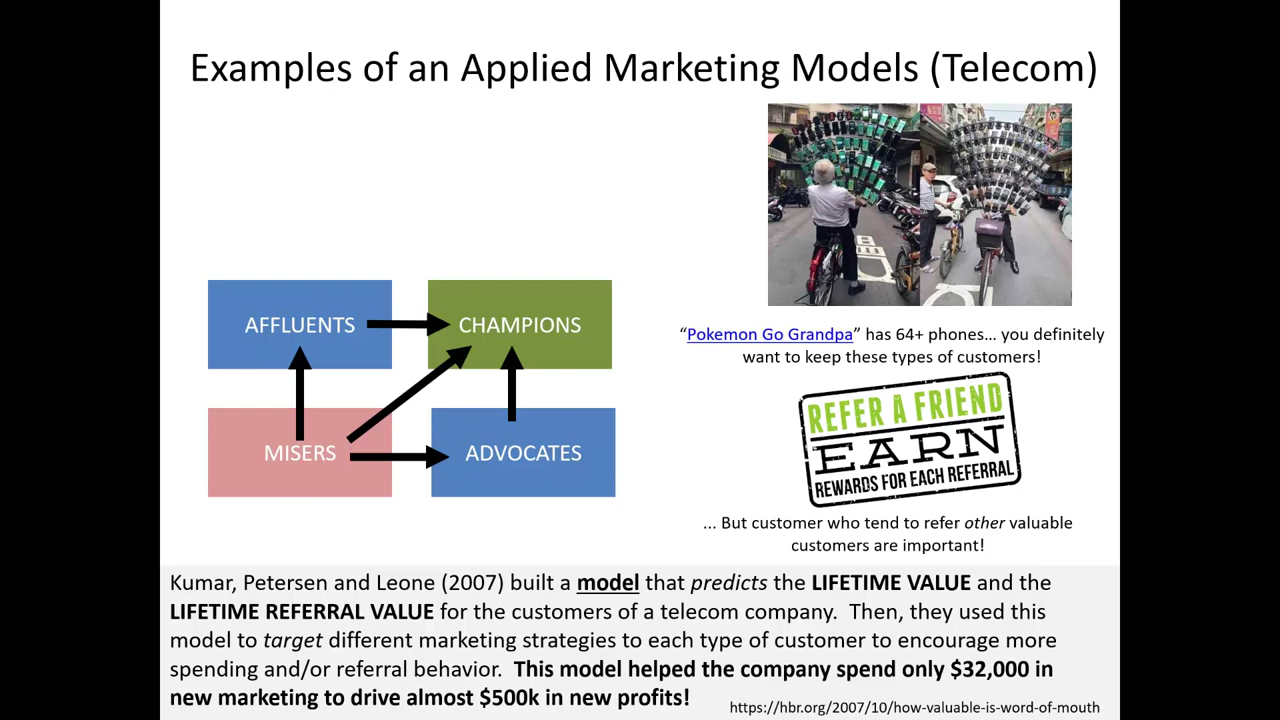 Examples of an Applied Marketing Models (Telecom)
AFFLUENTS
CHAMPIONS
MISERS
ADVOCATES
“Pokemon Go Grandpa” has 64+ phones… you definitely
want to keep these types of customers!
REFER A FRIEND
EARN
REWARDS FOR EACH REFERRAL
... But customer who tend to refer other valuable
customers are important!
Kumar, Petersen and Leone (2007) built a model that predicts the LIFETIME VALUE and the
LIFETIME REFERRAL VALUE for the customers of a telecom company.  Then, they used this
model to target different marketing strategies to each type of customer to encourage more
spending and/or referral behavior.  This model helped the company spend only $32,000 in
new marketing to drive almost $500k in new profits!
https://hbr.org/2007/10/how-valuable-is-word-of-mouth